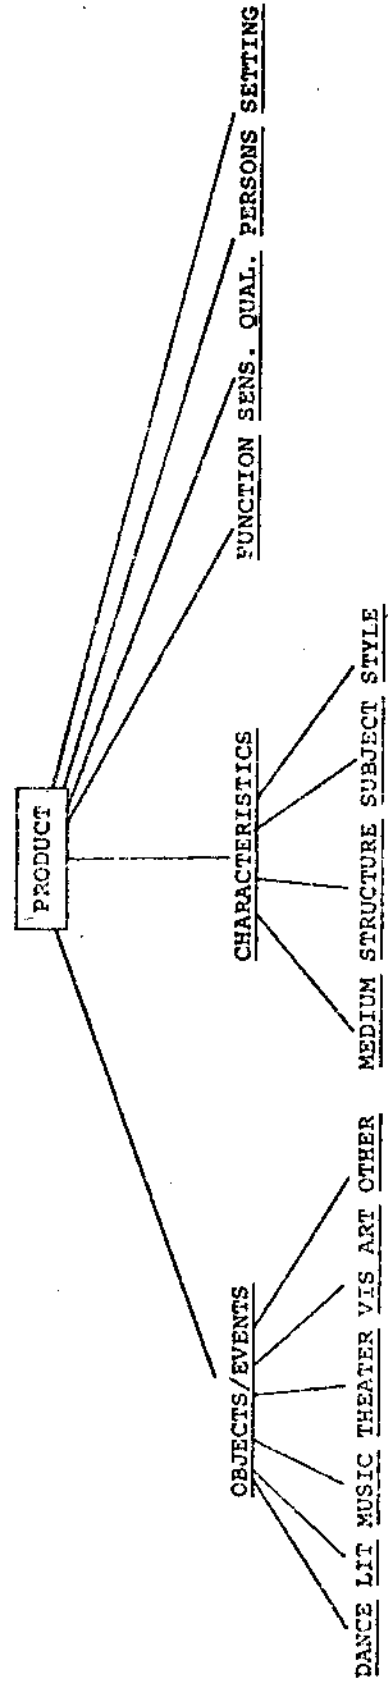 PRODUCT
OBJECTS/EVENTS CHARACTERISTICS FUNCTION SENS. QUAL. PERSONS SETTING
DANCE LIT MUSIC THEATER VIS ART OTHER MEDIUM STRUCTURE SUBJECT STYLE